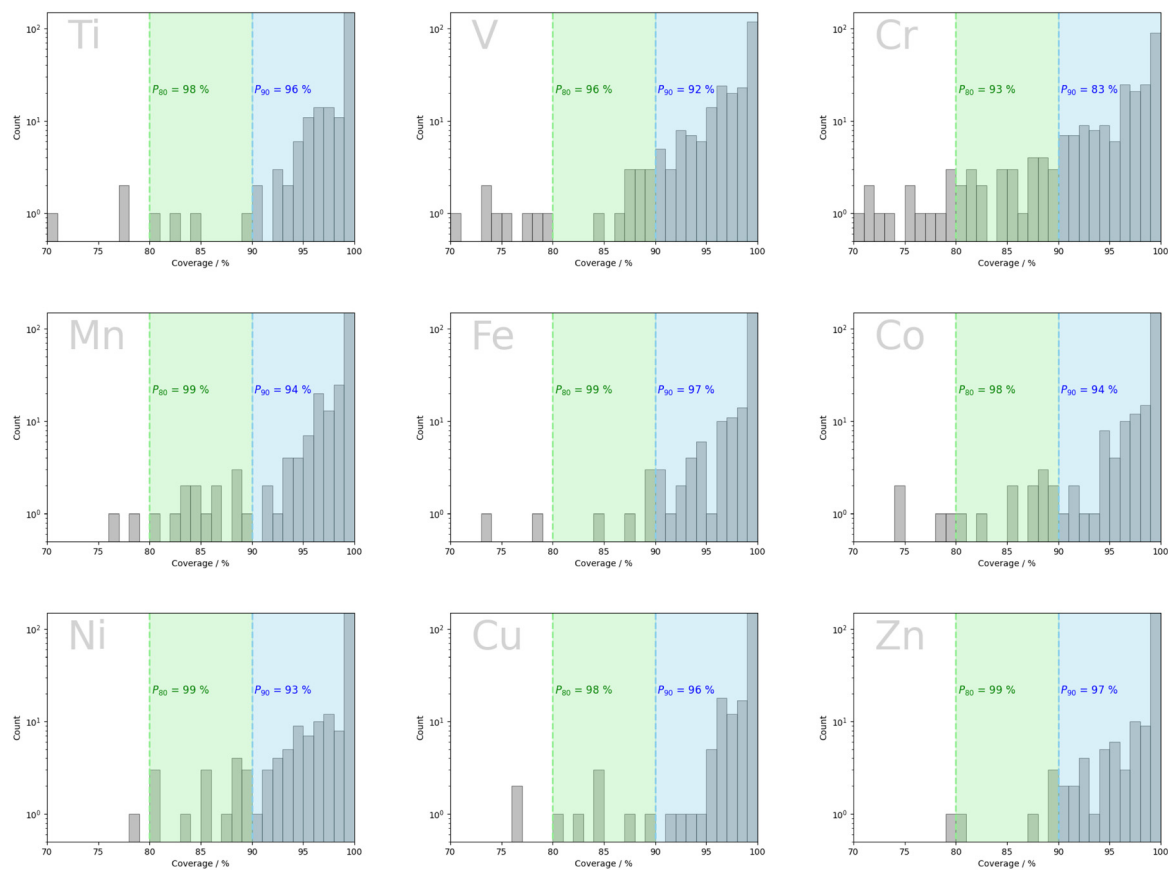 Ti
10²
10¹
10⁰
Count
P₈₀ = 98 %
P₉₀ = 96 %
70 75 80 85 90 95 100
Coverage / %
V
10²
10¹
10⁰
Count
P₈₀ = 96 %
P₉₀ = 92 %
70 75 80 85 90 95 100
Coverage / %
Cr
10²
10¹
10⁰
Count
P₈₀ = 93 %
P₉₀ = 83 %
70 75 80 85 90 95 100
Coverage / %
Mn
10²
10¹
10⁰
Count
P₈₀ = 99 %
P₉₀ = 94 %
70 75 80 85 90 95 100
Coverage / %
Fe
10²
10¹
10⁰
Count
P₈₀ = 99 %
P₉₀ = 97 %
70 75 80 85 90 95 100
Coverage / %
Co
10²
10¹
10⁰
Count
P₈₀ = 98 %
P₉₀ = 94 %
70 75 80 85 90 95 100
Coverage / %
Ni
10²
10¹
10⁰
Count
P₈₀ = 99 %
P₉₀ = 93 %
70 75 80 85 90 95 100
Coverage / %
Cu
10²
10¹
10⁰
Count
P₈₀ = 98 %
P₉₀ = 96 %
70 75 80 85 90 95 100
Coverage / %
Zn
10²
10¹
10⁰
Count
P₈₀ = 99 %
P₉₀ = 97 %
70 75 80 85 90 95 100
Coverage / %